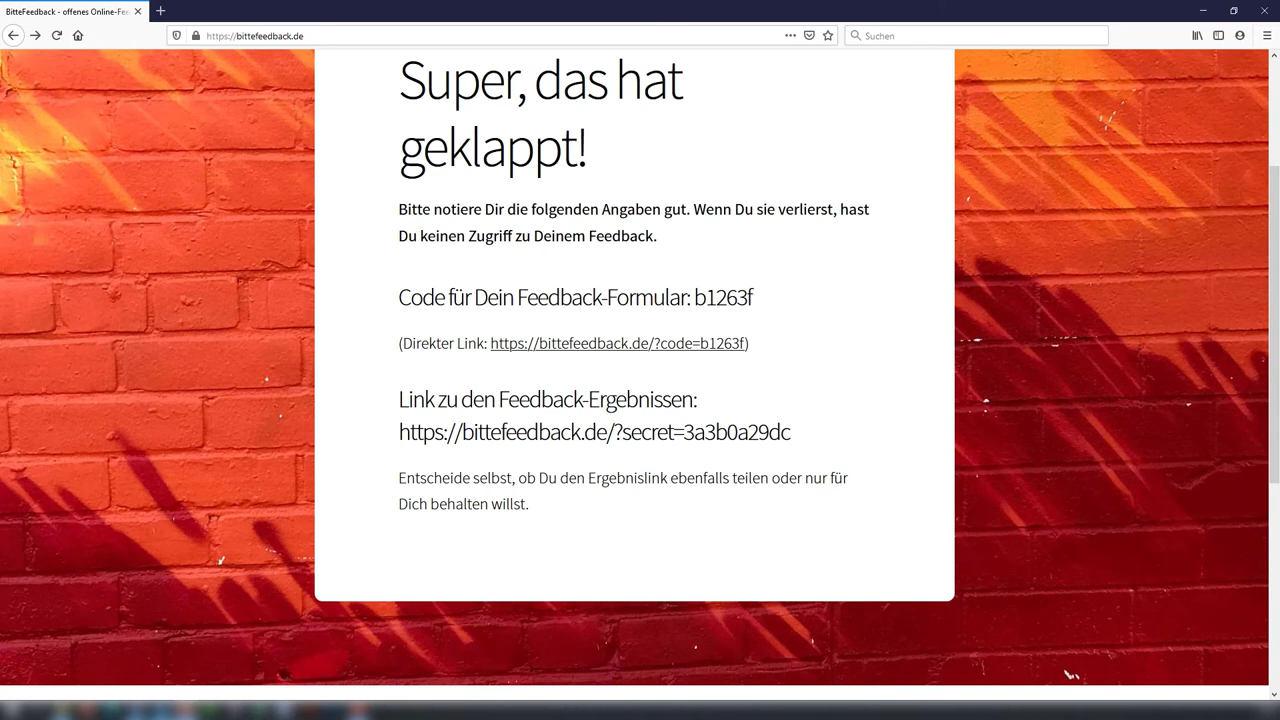 BitteFeedback - offenes Online-Fee
https://bittefeedback.de
Suchen
Super, das hat
geklappt!
Bitte notiere Dir die folgenden Angaben gut. Wenn Du sie verlierst, hast
Du keinen Zugriff zu Deinem Feedback.
Code für Dein Feedback-Formular: b1263f
(Direkter Link: https://bittefeedback.de/?code=b1263f)
Link zu den Feedback-Ergebnissen:
https://bittefeedback.de/?secret=3a3b0a29dc
Entscheide selbst, ob Du den Ergebnislink ebenfalls teilen oder nur für
Dich behalten willst.